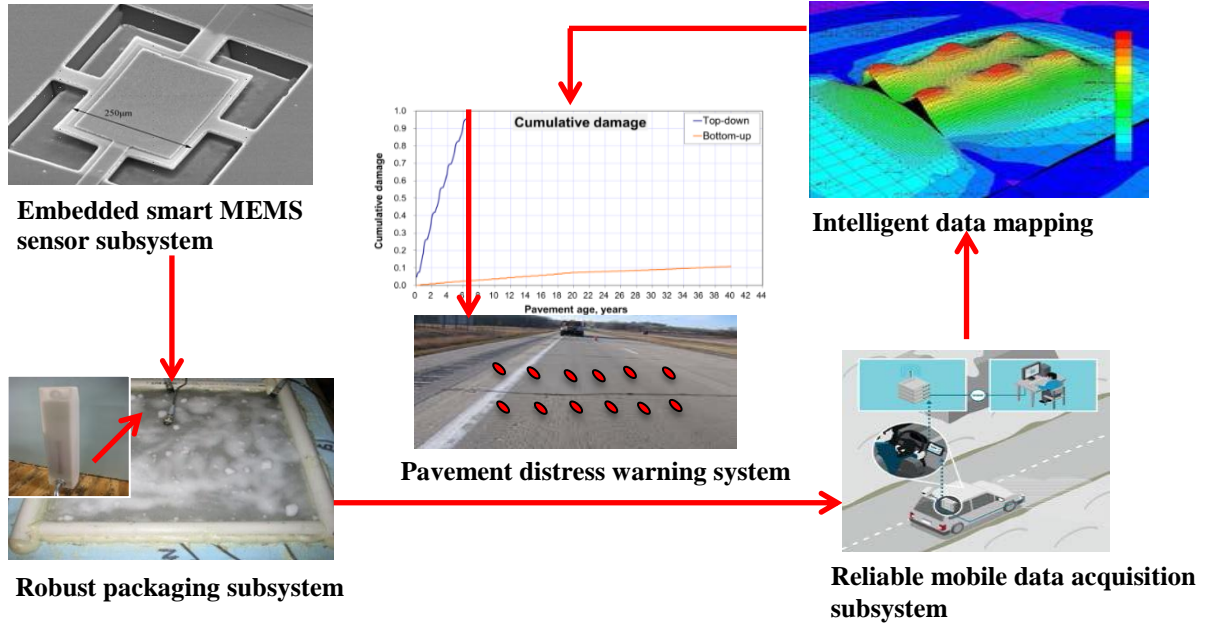 250μm
Embedded smart MEMS
sensor subsystem
Cumulative damage
Top-down
Bottom-up
Cumulative damage
1.0
0.9
0.8
0.7
0.6
0.5
0.4
0.3
0.2
0.1
0.0
0 2 4 6 8 10 12 14 16 18 20 22 24 26 28 30 32 34 36 38 40 42 44
Pavement age, years
Intelligent data mapping
Pavement distress warning system
Robust packaging subsystem
Reliable mobile data acquisition
subsystem